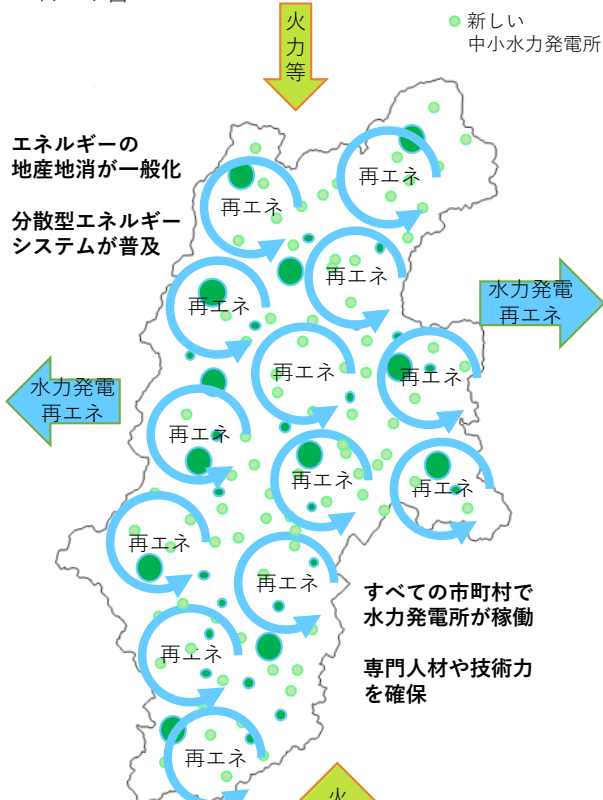 火
力
等
新しい
中小水力発電所
エネルギーの
地産地消が一般化
分散型エネルギー
システムが普及
再エネ
再エネ
再エネ
再エネ
水力発電
再エネ
再エネ
再エネ
水力発電
再エネ
再エネ
再エネ
再エネ
再エネ
再エネ
すべての市町村で
水力発電所が稼働
専門人材や技術力
を確保
再エネ
再エネ
火